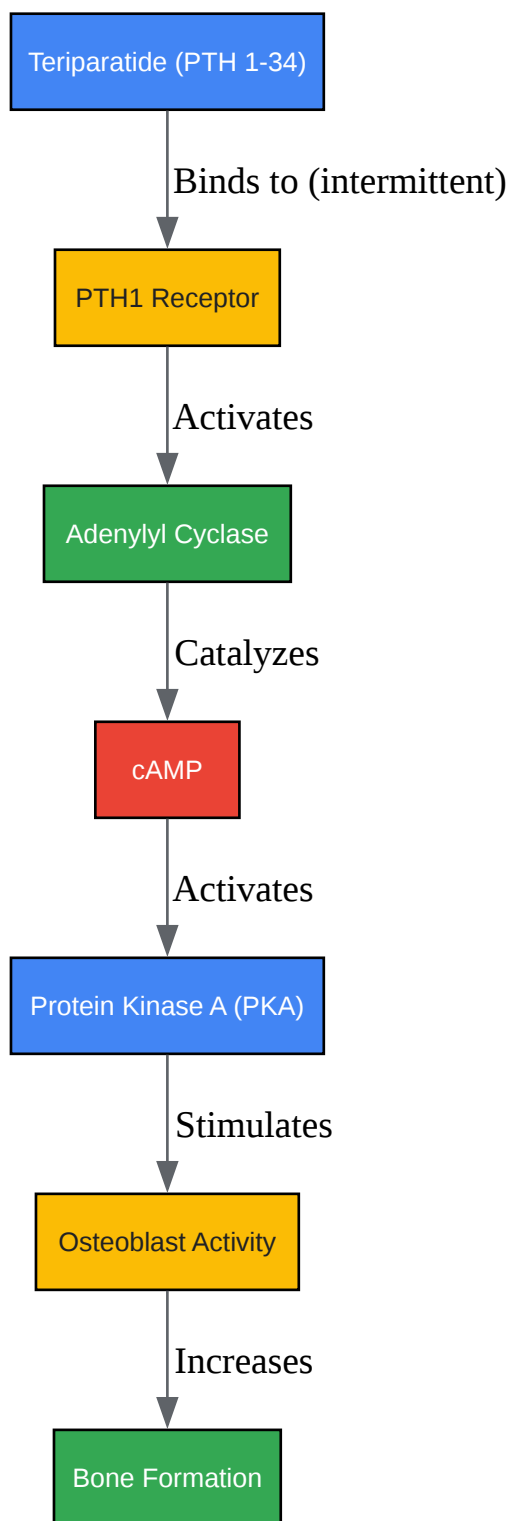 Teriparatide (PTH 1-34)
Binds to (intermittent)
PTH1 Receptor
Activates
Adenylyl Cyclase
Catalyzes
cAMP
Activates
Protein Kinase A (PKA)
Stimulates
Osteoblast Activity
Increases
Bone Formation